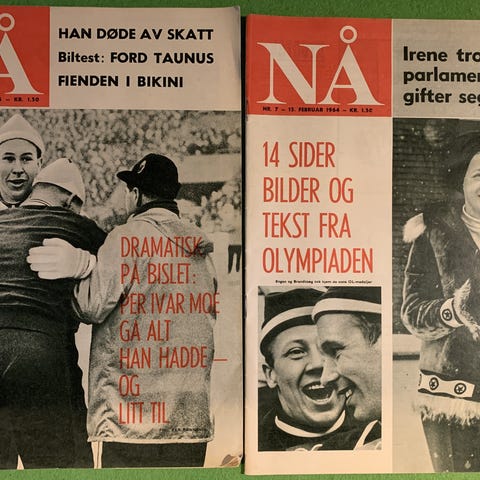 NÅ
KR. 1,50
HAN DØDE AV SKATT
Biltest: FORD TAUNUS
FIENDEN I BIKINI
DRAMATISK
PÅ BISLET:
PER IVAR MOE
GA ALT
HAN HADDE —
OG
LITT TIL
NÅ
NR. 7 – 15. FEBRUAR 1964 – KR. 1,50
Irene tro
parlamen
gifter seg
14 SIDER
BILDER OG
TEKST FRA
OLYMPIADEN